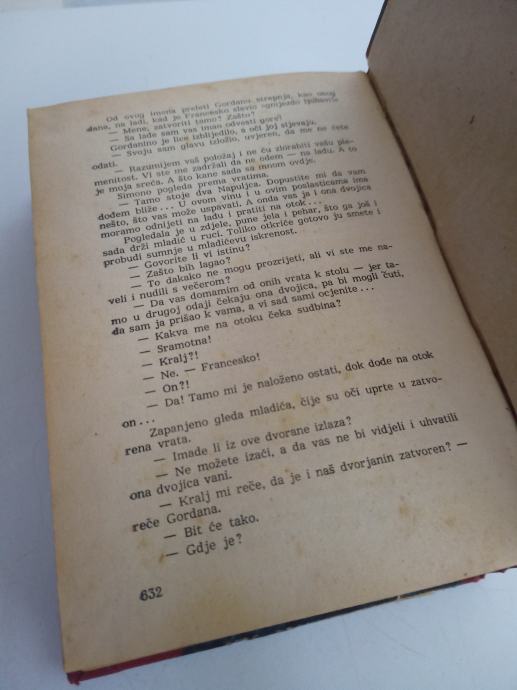 Od ovog imena preleti Gordanu strepnja, kao onog
dana, na lađi, kad je Francesko slavio »gnijezdo ljubavi«
— Mene, zatvoriti tamo? Zašto?
— Sa lađe sam vas imao odvesti gore!
Gordanino je lice izblijedilo, a oči joj stjevaju,
— Svoju sam glavu izložio, uvjeren, da me ne ćete
odati.
— Razumijem vaš položaj i ne ću zlorabiti vašu ple-
menitost. Vi ste me zadržali da ne odem — na lađu. A to
je moja sreća. A što kane sada sa mnom ovdje.
Simono pogleda prema vratima.
— Tamo stoje dva Napuljca. Dopustite mi da vam
dođem bliže... U ovom vinu i u ovim poslasticama ima
nešto, što vas može uspavati. A onda vas ja i ona dvojica
moramo odnijeti na lađu i pratiti na otok...
Pogledala je u zdjele, pune jela i pehar, što ga još i
sada drži mladić u ruci. Toliko otkriće gotovo ju smete i
probudi sumnje u mladićevu iskrenost.
— Govorite li vi istinu?
— Zašto bih lagao?
— To dakako ne mogu prozrijeti, ali vi ste me na-
veli i nudili s večerom?
— Da vas domamim od onih vrata k stolu — jer ta-
mo u drugoj odaji čekaju ona dvojica, pa bi mogli čuti,
da sam ja prišao k vama, a vi sad sami ocjenite...
— Kakva me na otoku čeka sudbina?
— Sramotna!
— Kralj?!
— Ne. — Francesko!
— On?!
— Da! Tamo mi je naloženo ostati, dok dođe na otok
on...
Zapanjeno gleda mladića, čije su oči uprte u zatvo-
rena vrata.
— Imade li iz ove dvorane izlaza?
— Ne možete izaći, a da vas ne bi vidjeli i uhvatili
ona dvojica vani.
— Kralj mi reče, da je i naš dvorjanin zatvoren? —
reče Gordana.
— Bit će tako.
— Gdje je?
632